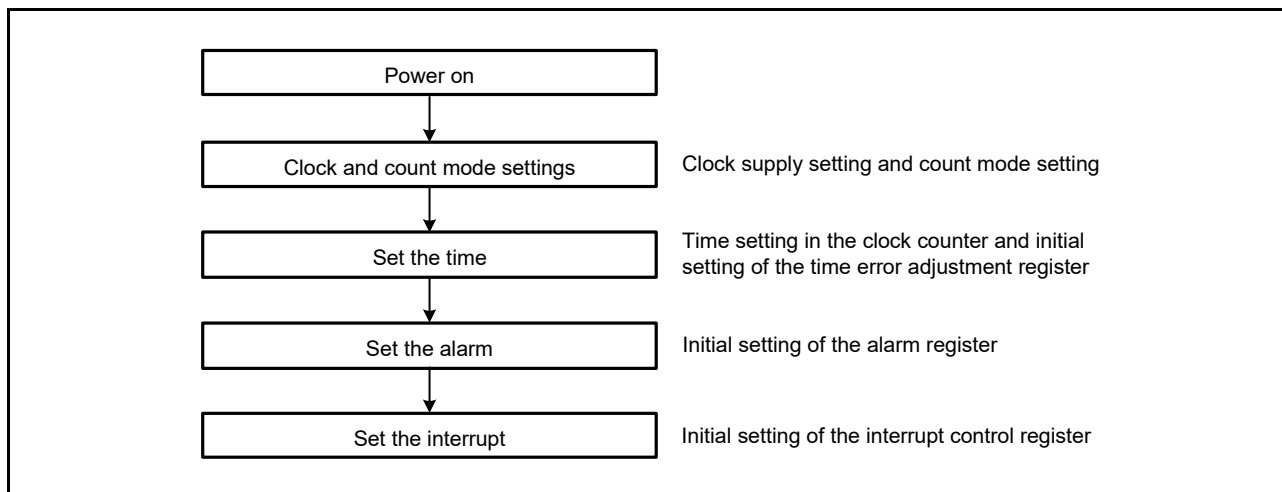 Power on
Clock and count mode settings
Clock supply setting and count mode setting
Set the time
Time setting in the clock counter and initial
setting of the time error adjustment register
Set the alarm
Initial setting of the alarm register
Set the interrupt
Initial setting of the interrupt control register